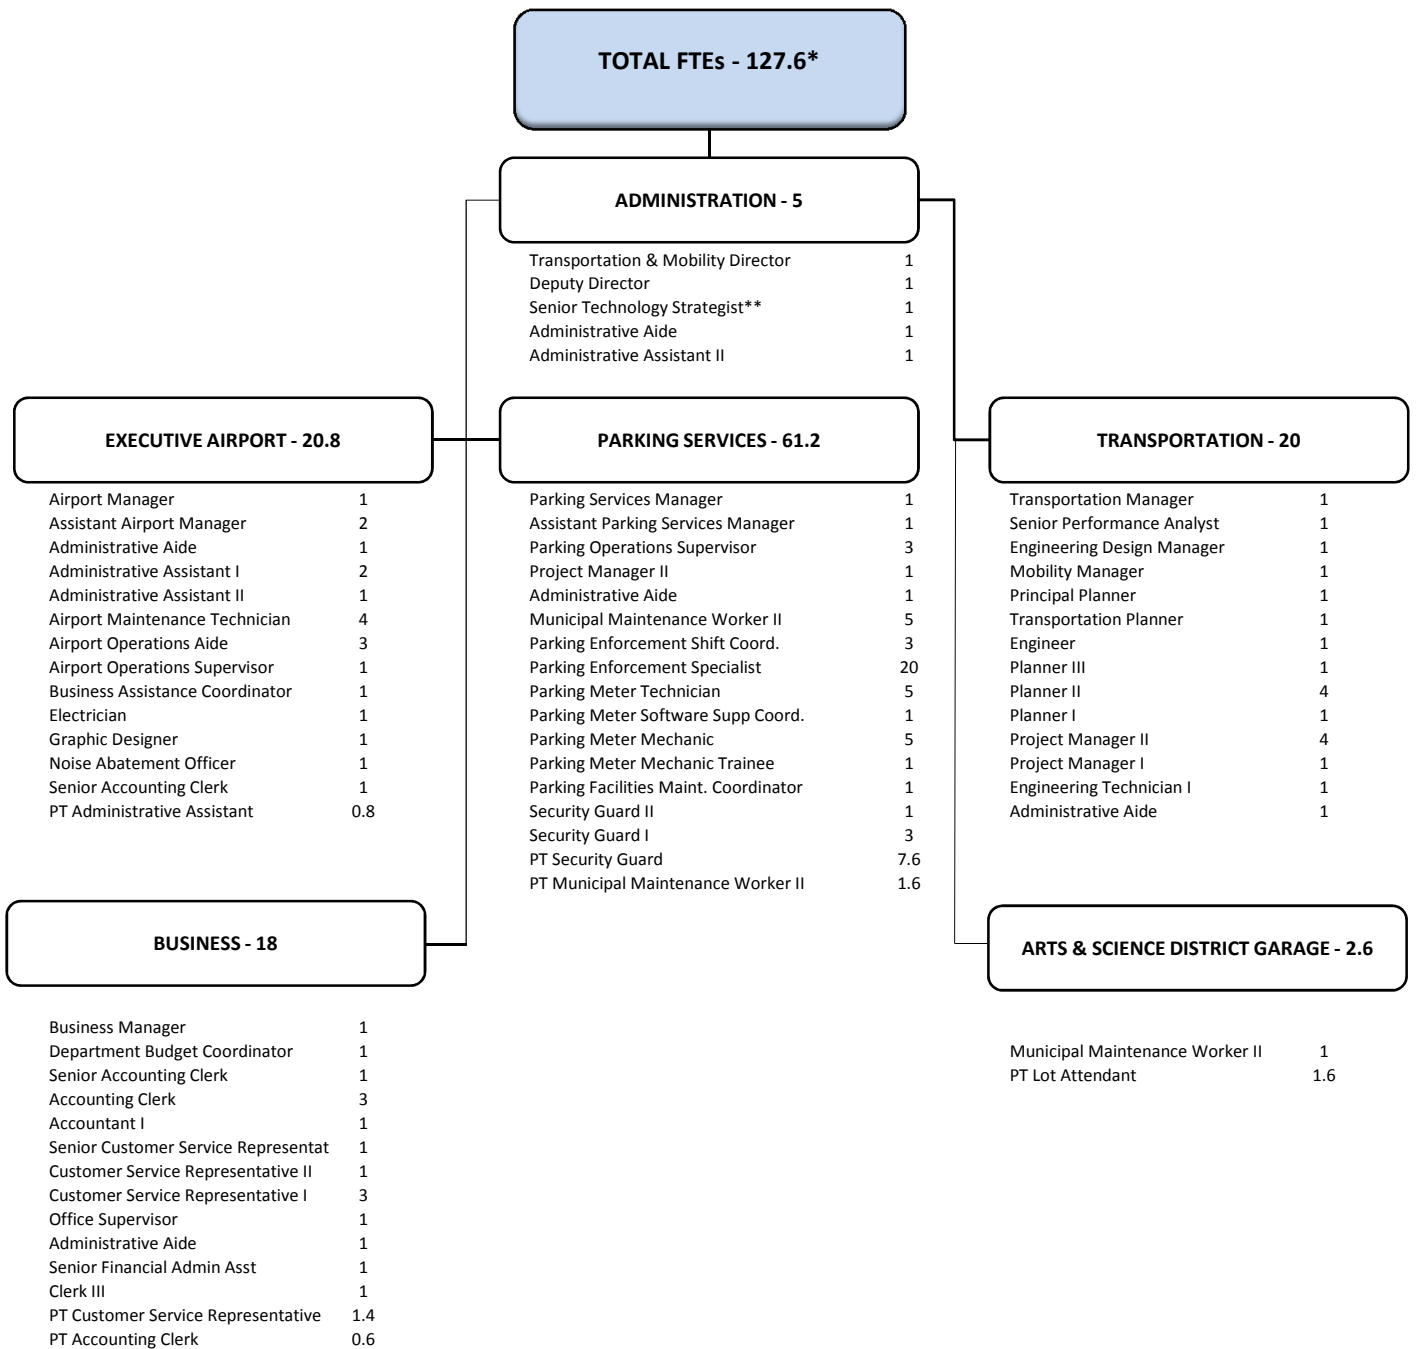 TOTAL FTEs - 127.6*
ADMINISTRATION - 5
Transportation & Mobility Director 1
Deputy Director 1
Senior Technology Strategist** 1
Administrative Aide 1
Administrative Assistant II 1
EXECUTIVE AIRPORT - 20.8
Airport Manager 1
Assistant Airport Manager 2
Administrative Aide 1
Administrative Assistant I 2
Administrative Assistant II 1
Airport Maintenance Technician 4
Airport Operations Aide 3
Airport Operations Supervisor 1
Business Assistance Coordinator 1
Electrician 1
Graphic Designer 1
Noise Abatement Officer 1
Senior Accounting Clerk 1
PT Administrative Assistant 0.8
PARKING SERVICES - 61.2
Parking Services Manager 1
Assistant Parking Services Manager 1
Parking Operations Supervisor 3
Project Manager II 1
Administrative Aide 1
Municipal Maintenance Worker II 5
Parking Enforcement Shift Coord. 3
Parking Enforcement Specialist 20
Parking Meter Technician 5
Parking Meter Software Supp Coord. 1
Parking Meter Mechanic 5
Parking Meter Mechanic Trainee 1
Parking Facilities Maint. Coordinator 1
Security Guard II 1
Security Guard I 3
PT Security Guard 7.6
PT Municipal Maintenance Worker II 1.6
TRANSPORTATION - 20
Transportation Manager 1
Senior Performance Analyst 1
Engineering Design Manager 1
Mobility Manager 1
Principal Planner 1
Transportation Planner 1
Engineer 1
Planner III 1
Planner II 4
Planner I 1
Project Manager II 4
Project Manager I 1
Engineering Technician I 1
Administrative Aide 1
BUSINESS - 18
Business Manager 1
Department Budget Coordinator 1
Senior Accounting Clerk 1
Accounting Clerk 3
Accountant I 1
Senior Customer Service Representat 1
Customer Service Representative II 1
Customer Service Representative I 3
Office Supervisor 1
Administrative Aide 1
Senior Financial Admin Asst 1
Clerk III 1
PT Customer Service Representative 1.4
PT Accounting Clerk 0.6
ARTS & SCIENCE DISTRICT GARAGE - 2.6
Municipal Maintenance Worker II 1
PT Lot Attendant 1.6